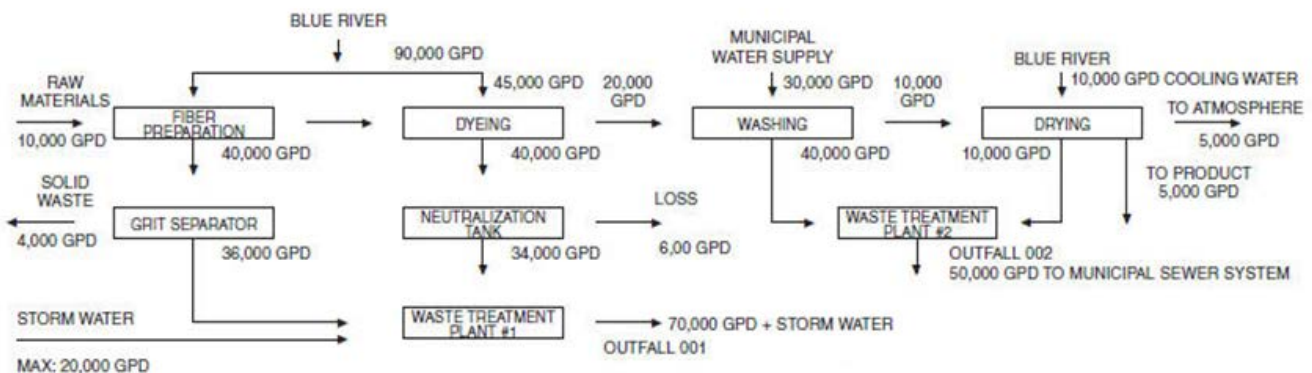 BLUE RIVER
90,000 GPD
MUNICIPAL
WATER SUPPLY
BLUE RIVER
RAW
MATERIALS
45,000 GPD
20,000
GPD
30,000 GPD
10,000
GPD
10,000 GPD COOLING WATER
TO ATMOSPHERE
FIBER
PREPARATION
DYEING
WASHING
DRYING
10,000 GPD
40,000 GPD
40,000 GPD
40,000 GPD
10,000 GPD
5,000 GPD
SOLID
WASTE
LOSS
TO PRODUCT
5,000 GPD
GRIT SEPARATOR
NEUTRALIZATION
TANK
WASTE TREATMENT
PLANT #2
4,000 GPD
36,000 GPD
34,000 GPD
6,00 GPD
OUTFALL 002
50,000 GPD TO MUNICIPAL SEWER SYSTEM
STORM WATER
WASTE TREATMENT
PLANT #1
70,000 GPD + STORM WATER
OUTFALL 001
MAX: 20,000 GPD